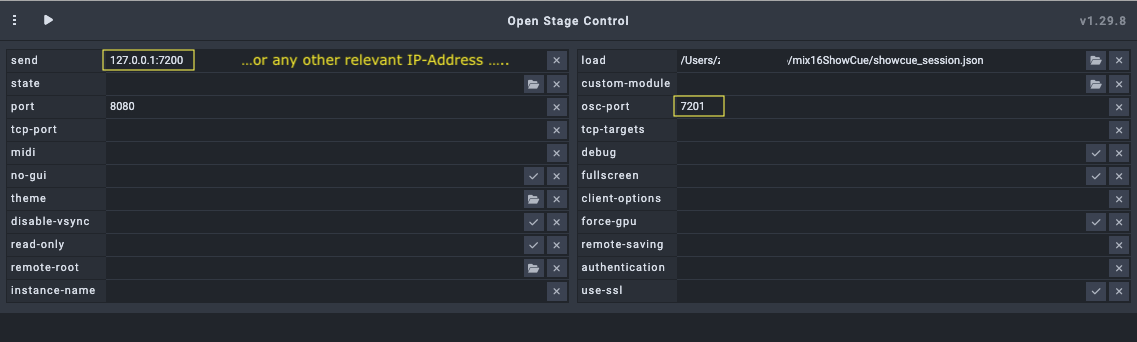 Open Stage Control
v1.29.8
send 127.0.0.1:7200 ...or any other relevant IP-Address .....
load /Users/z /mix16ShowCue/showcue_session.json
state
custom-module
port 8080
osc-port 7201
tcp-port
tcp-targets
midi
debug
no-gui
fullscreen
theme
client-options
disable-vsync
force-gpu
read-only
remote-saving
remote-root
authentication
instance-name
use-ssl